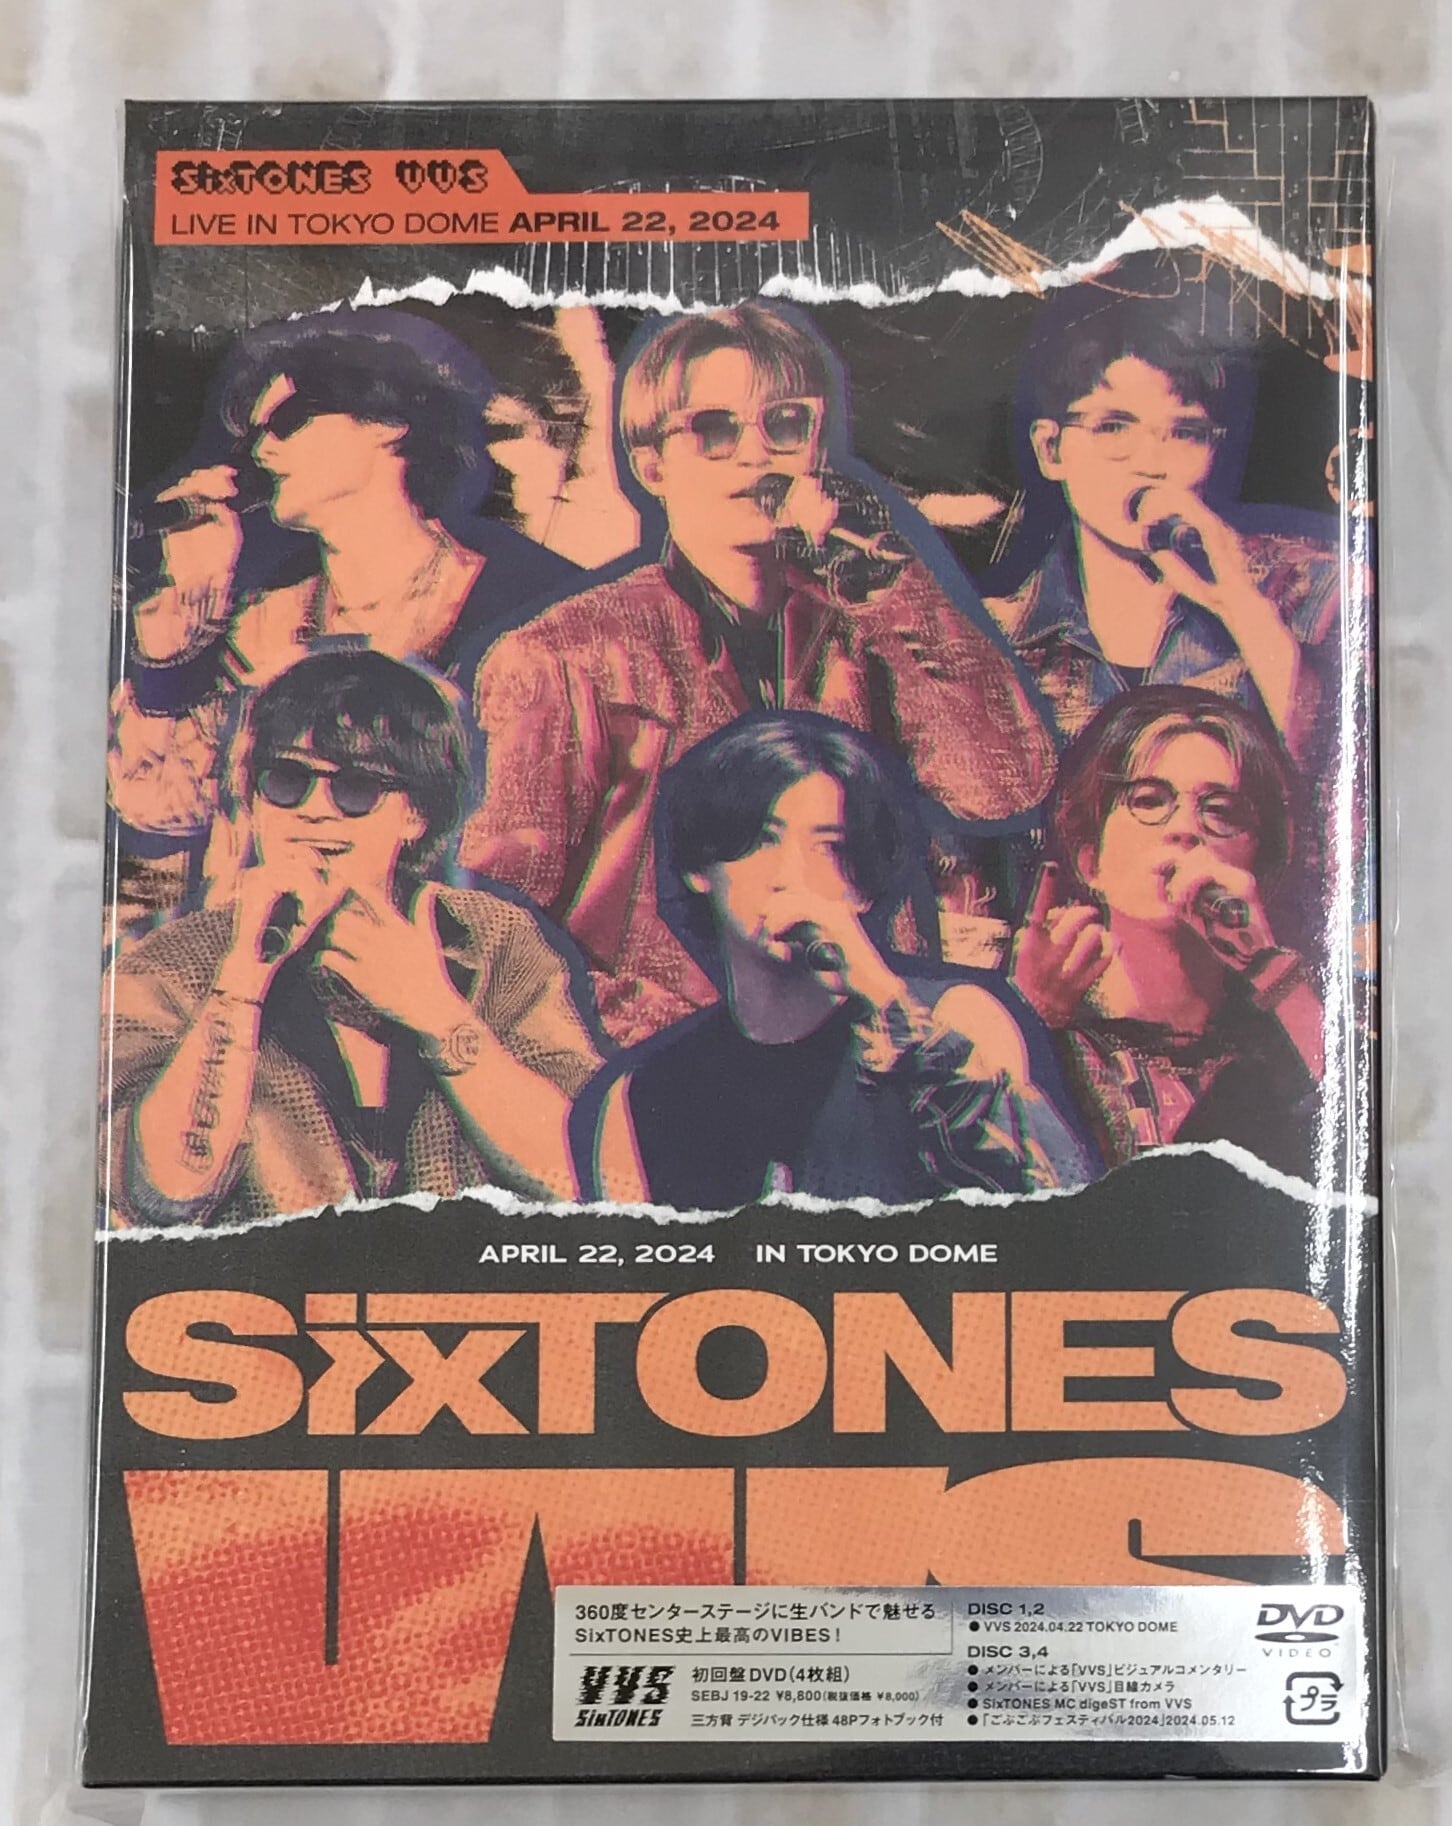 SixTONES VVS
LIVE IN TOKYO DOME APRIL 22, 2024
APRIL 22, 2024 IN TOKYO DOME
SixTONES
VVS
360度センターステージに生バンドで魅せる
SixTONES史上最高のVIBES!
VVS
SixTONES
初回盤DVD(4枚組)
SEBJ 19-22 ¥8,800(税抜価格 ¥8,000)
三方背 デジパック仕様 48Pフォトブック付
DISC 1,2
●VVS 2024.04.22 TOKYO DOME
DISC 3,4
●メンバーによる「VVS」ビジュアルコメンタリー
●メンバーによる「VVS」目線カメラ
●SixTONES MC digeST from VVS
●「ごぶごぶフェスティバル2024」2024.05.12
DVD
VIDEO
プラ